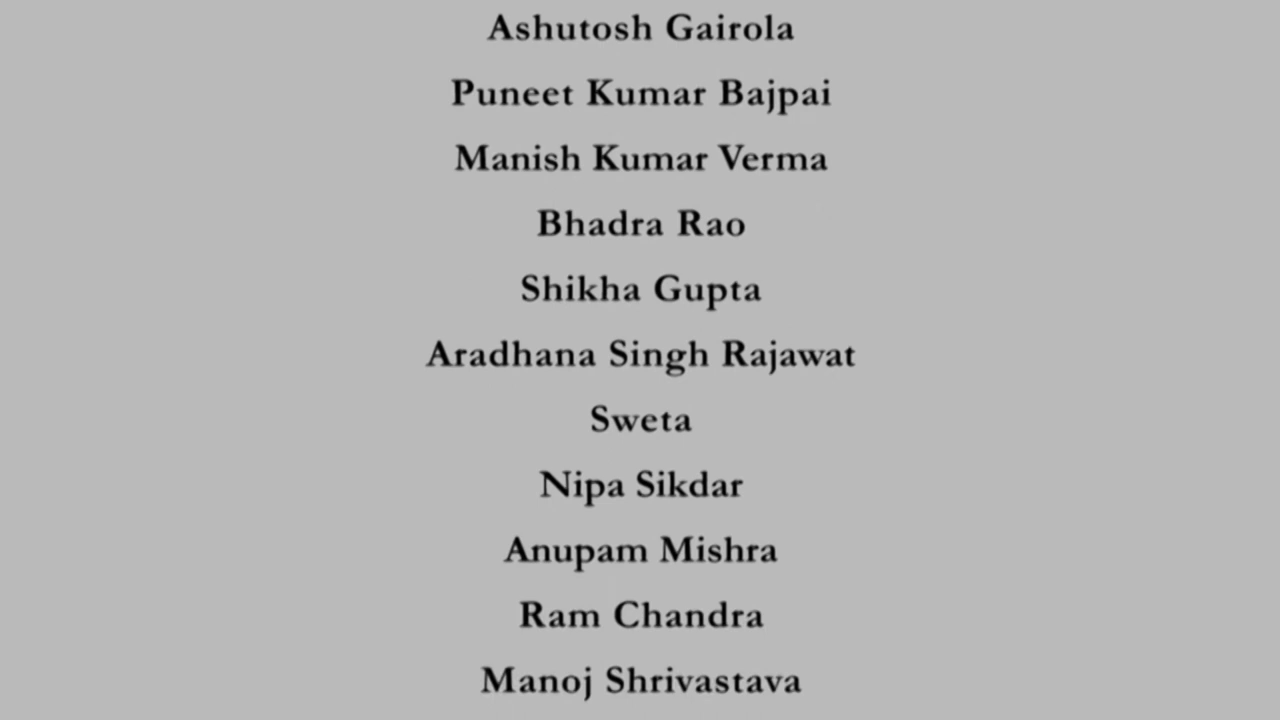 Ashutosh Gairola
Puneet Kumar Bajpai
Manish Kumar Verma
Bhadra Rao
Shikha Gupta
Aradhana Singh Rajawat
Sweta
Nipa Sikdar
Anupam Mishra
Ram Chandra
Manoj Shrivastava